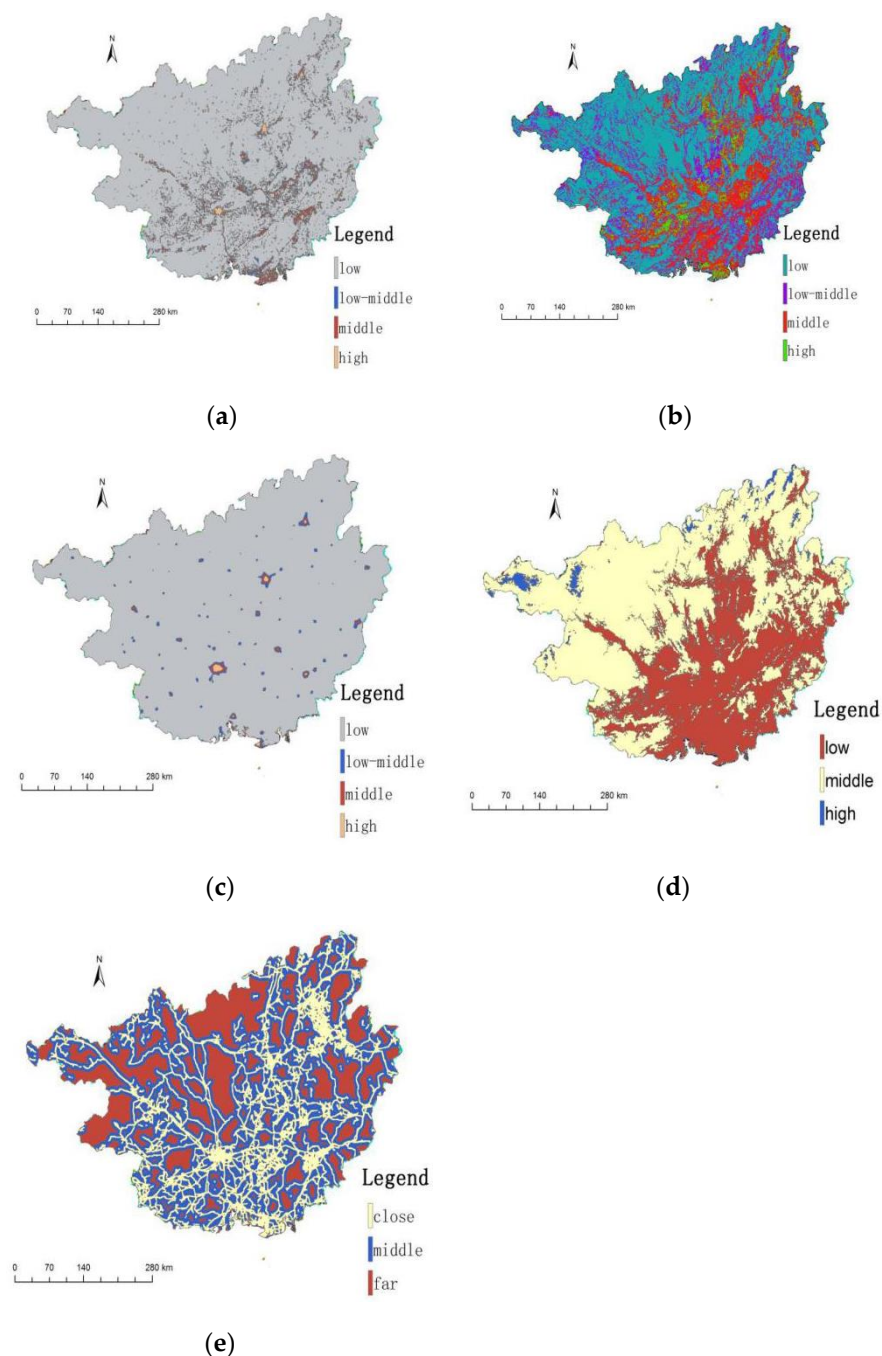 N
Legend
low
low-middle
middle
high
0 70 140 280 km
(a)
N
Legend
low
low-middle
middle
high
0 70 140 280 km
(b)
N
Legend
low
low-middle
middle
high
0 70 140 280 km
(c)
N
Legend
low
middle
high
0 70 140 280 km
(d)
N
Legend
close
middle
far
0 70 140 280 km
(e)